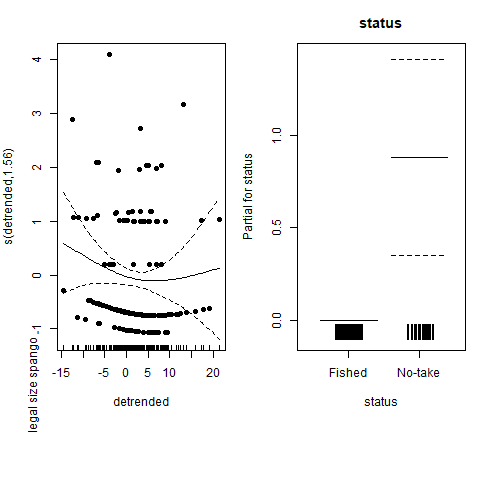 status
s(detrended,1.56)
4
3
2
1
0
-1
-15
-5
0
5
10
20
detrended
legal size spango
Partial for status
1.0
0.5
0.0
Fished
No-take
status